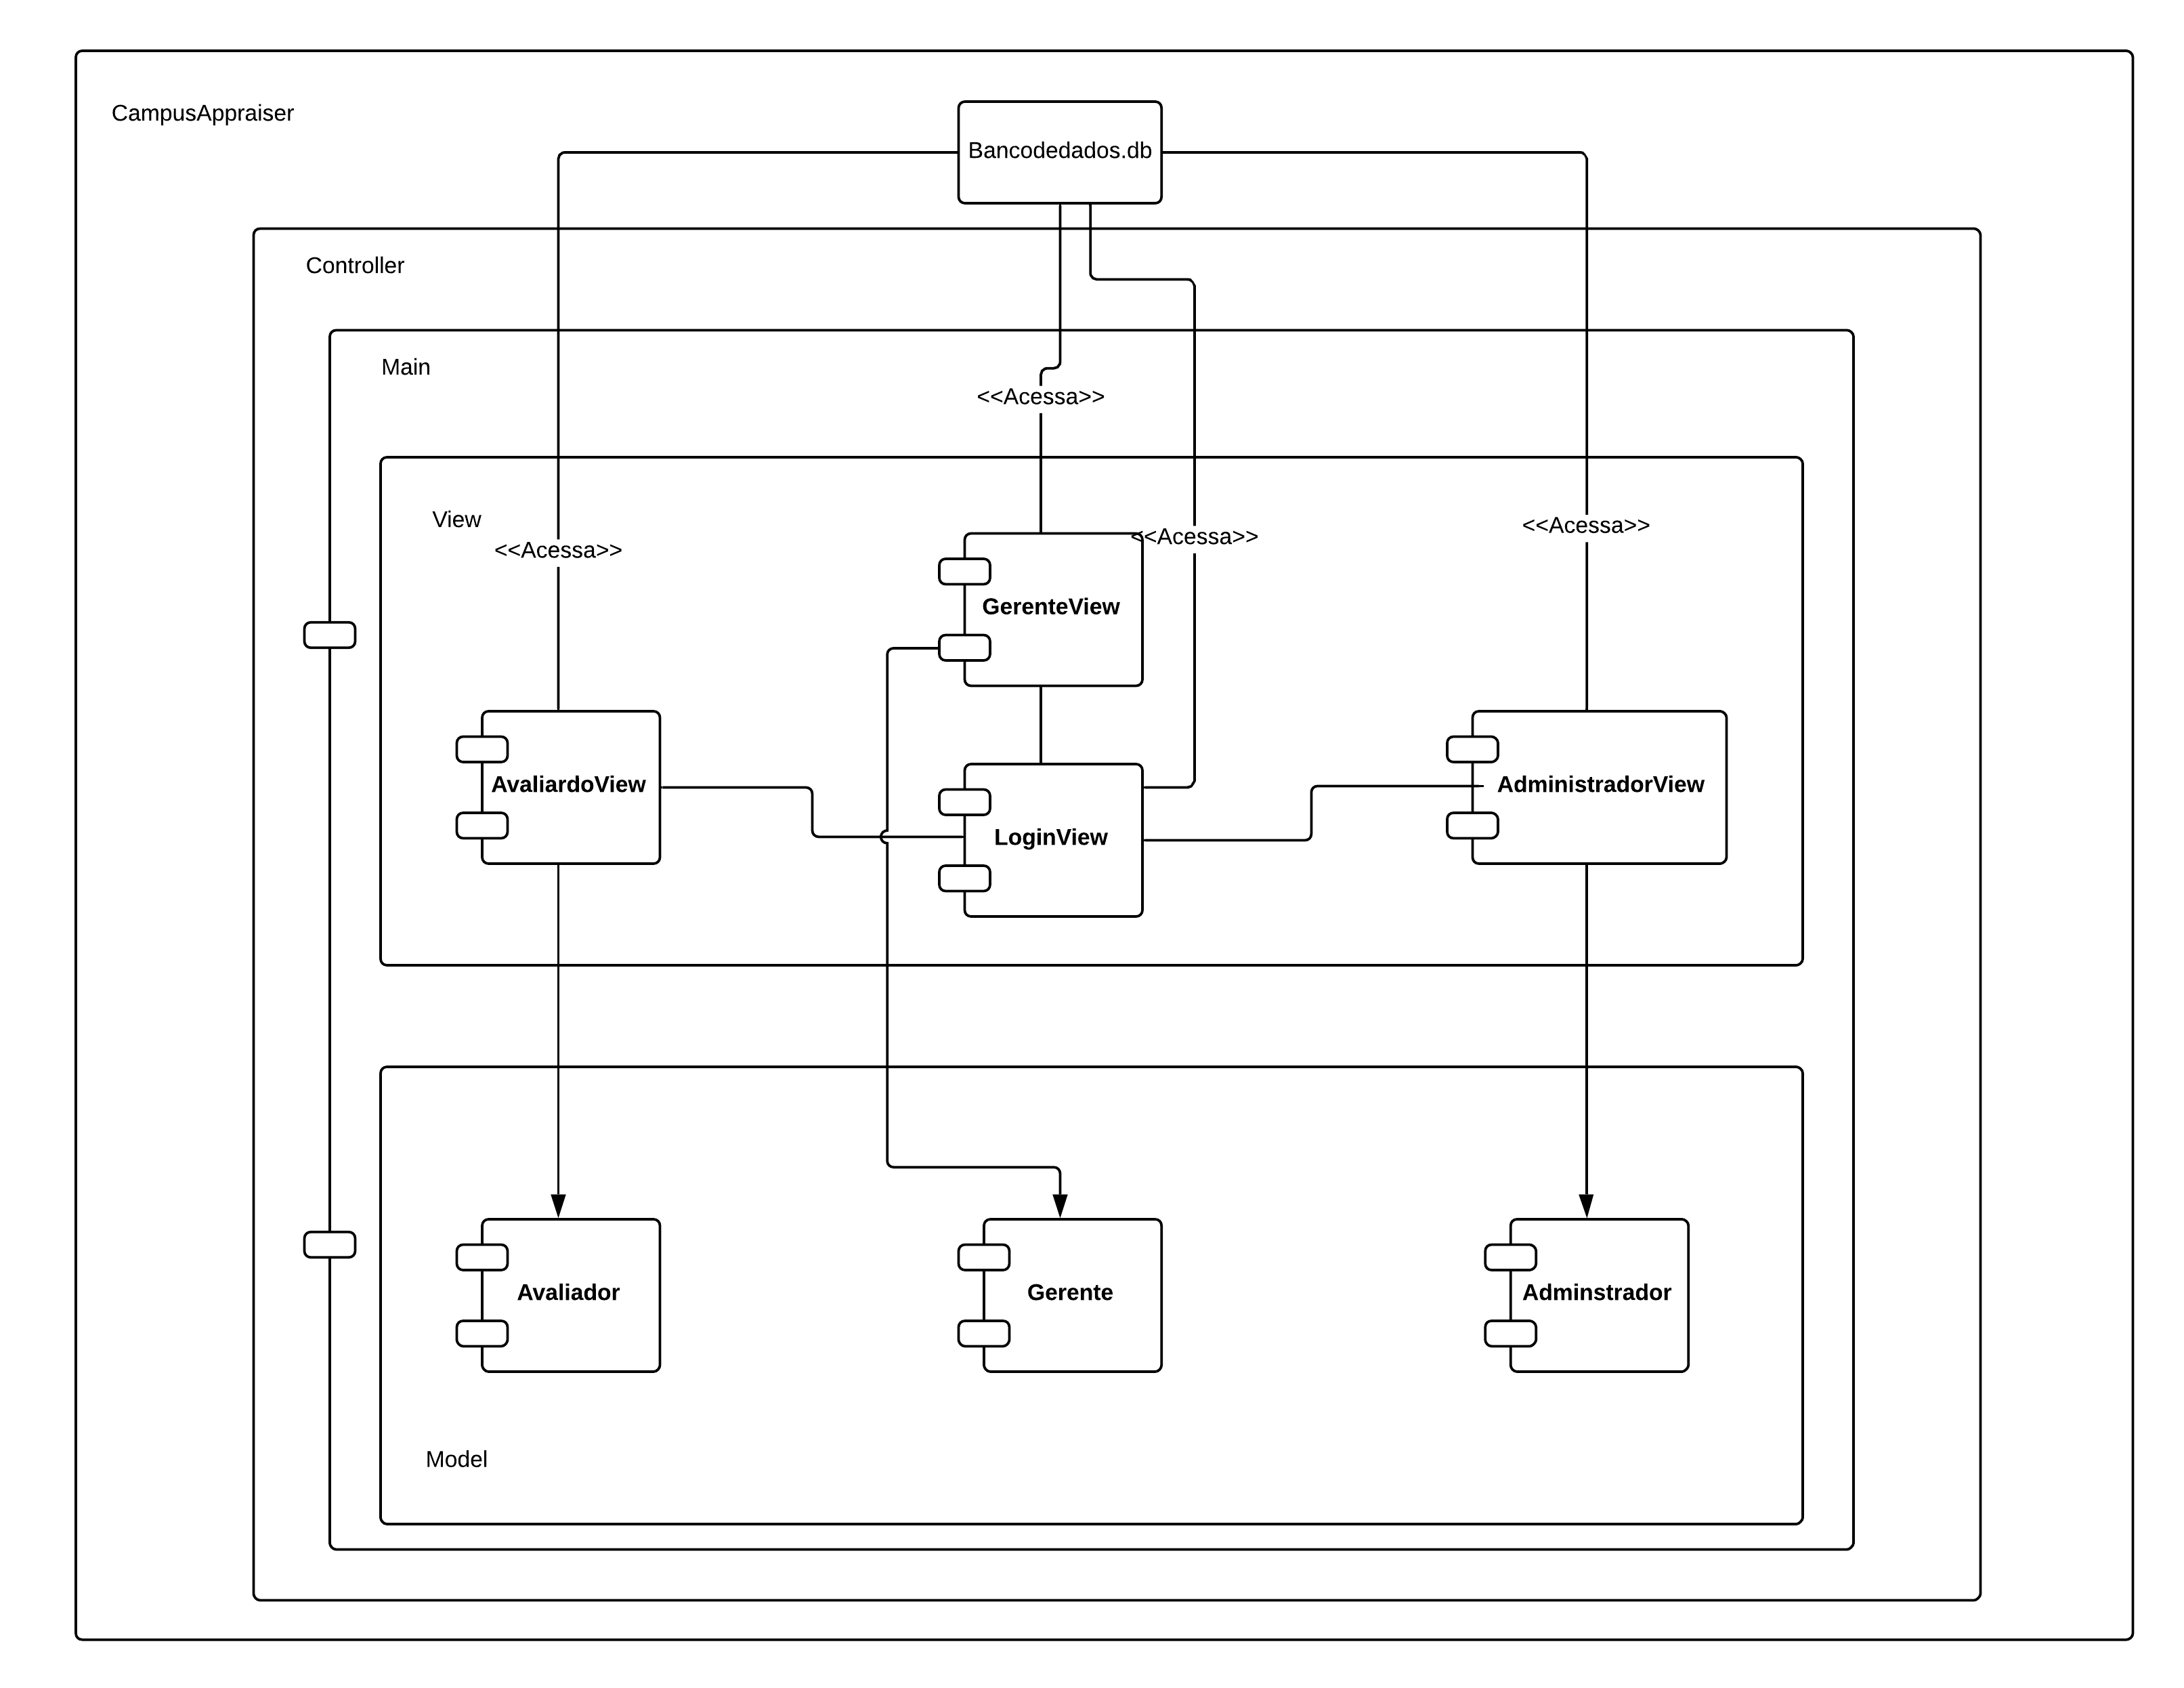 CampusAppraiser
Bancodedados.db
Controller
Main
<<Acessa>>
View
<<Acessa>>
<<Acessa>>
<<Acessa>>
GerenteView
AvaliardoView
AdministradorView
LoginView
Avaliador
Gerente
Adminstrador
Model